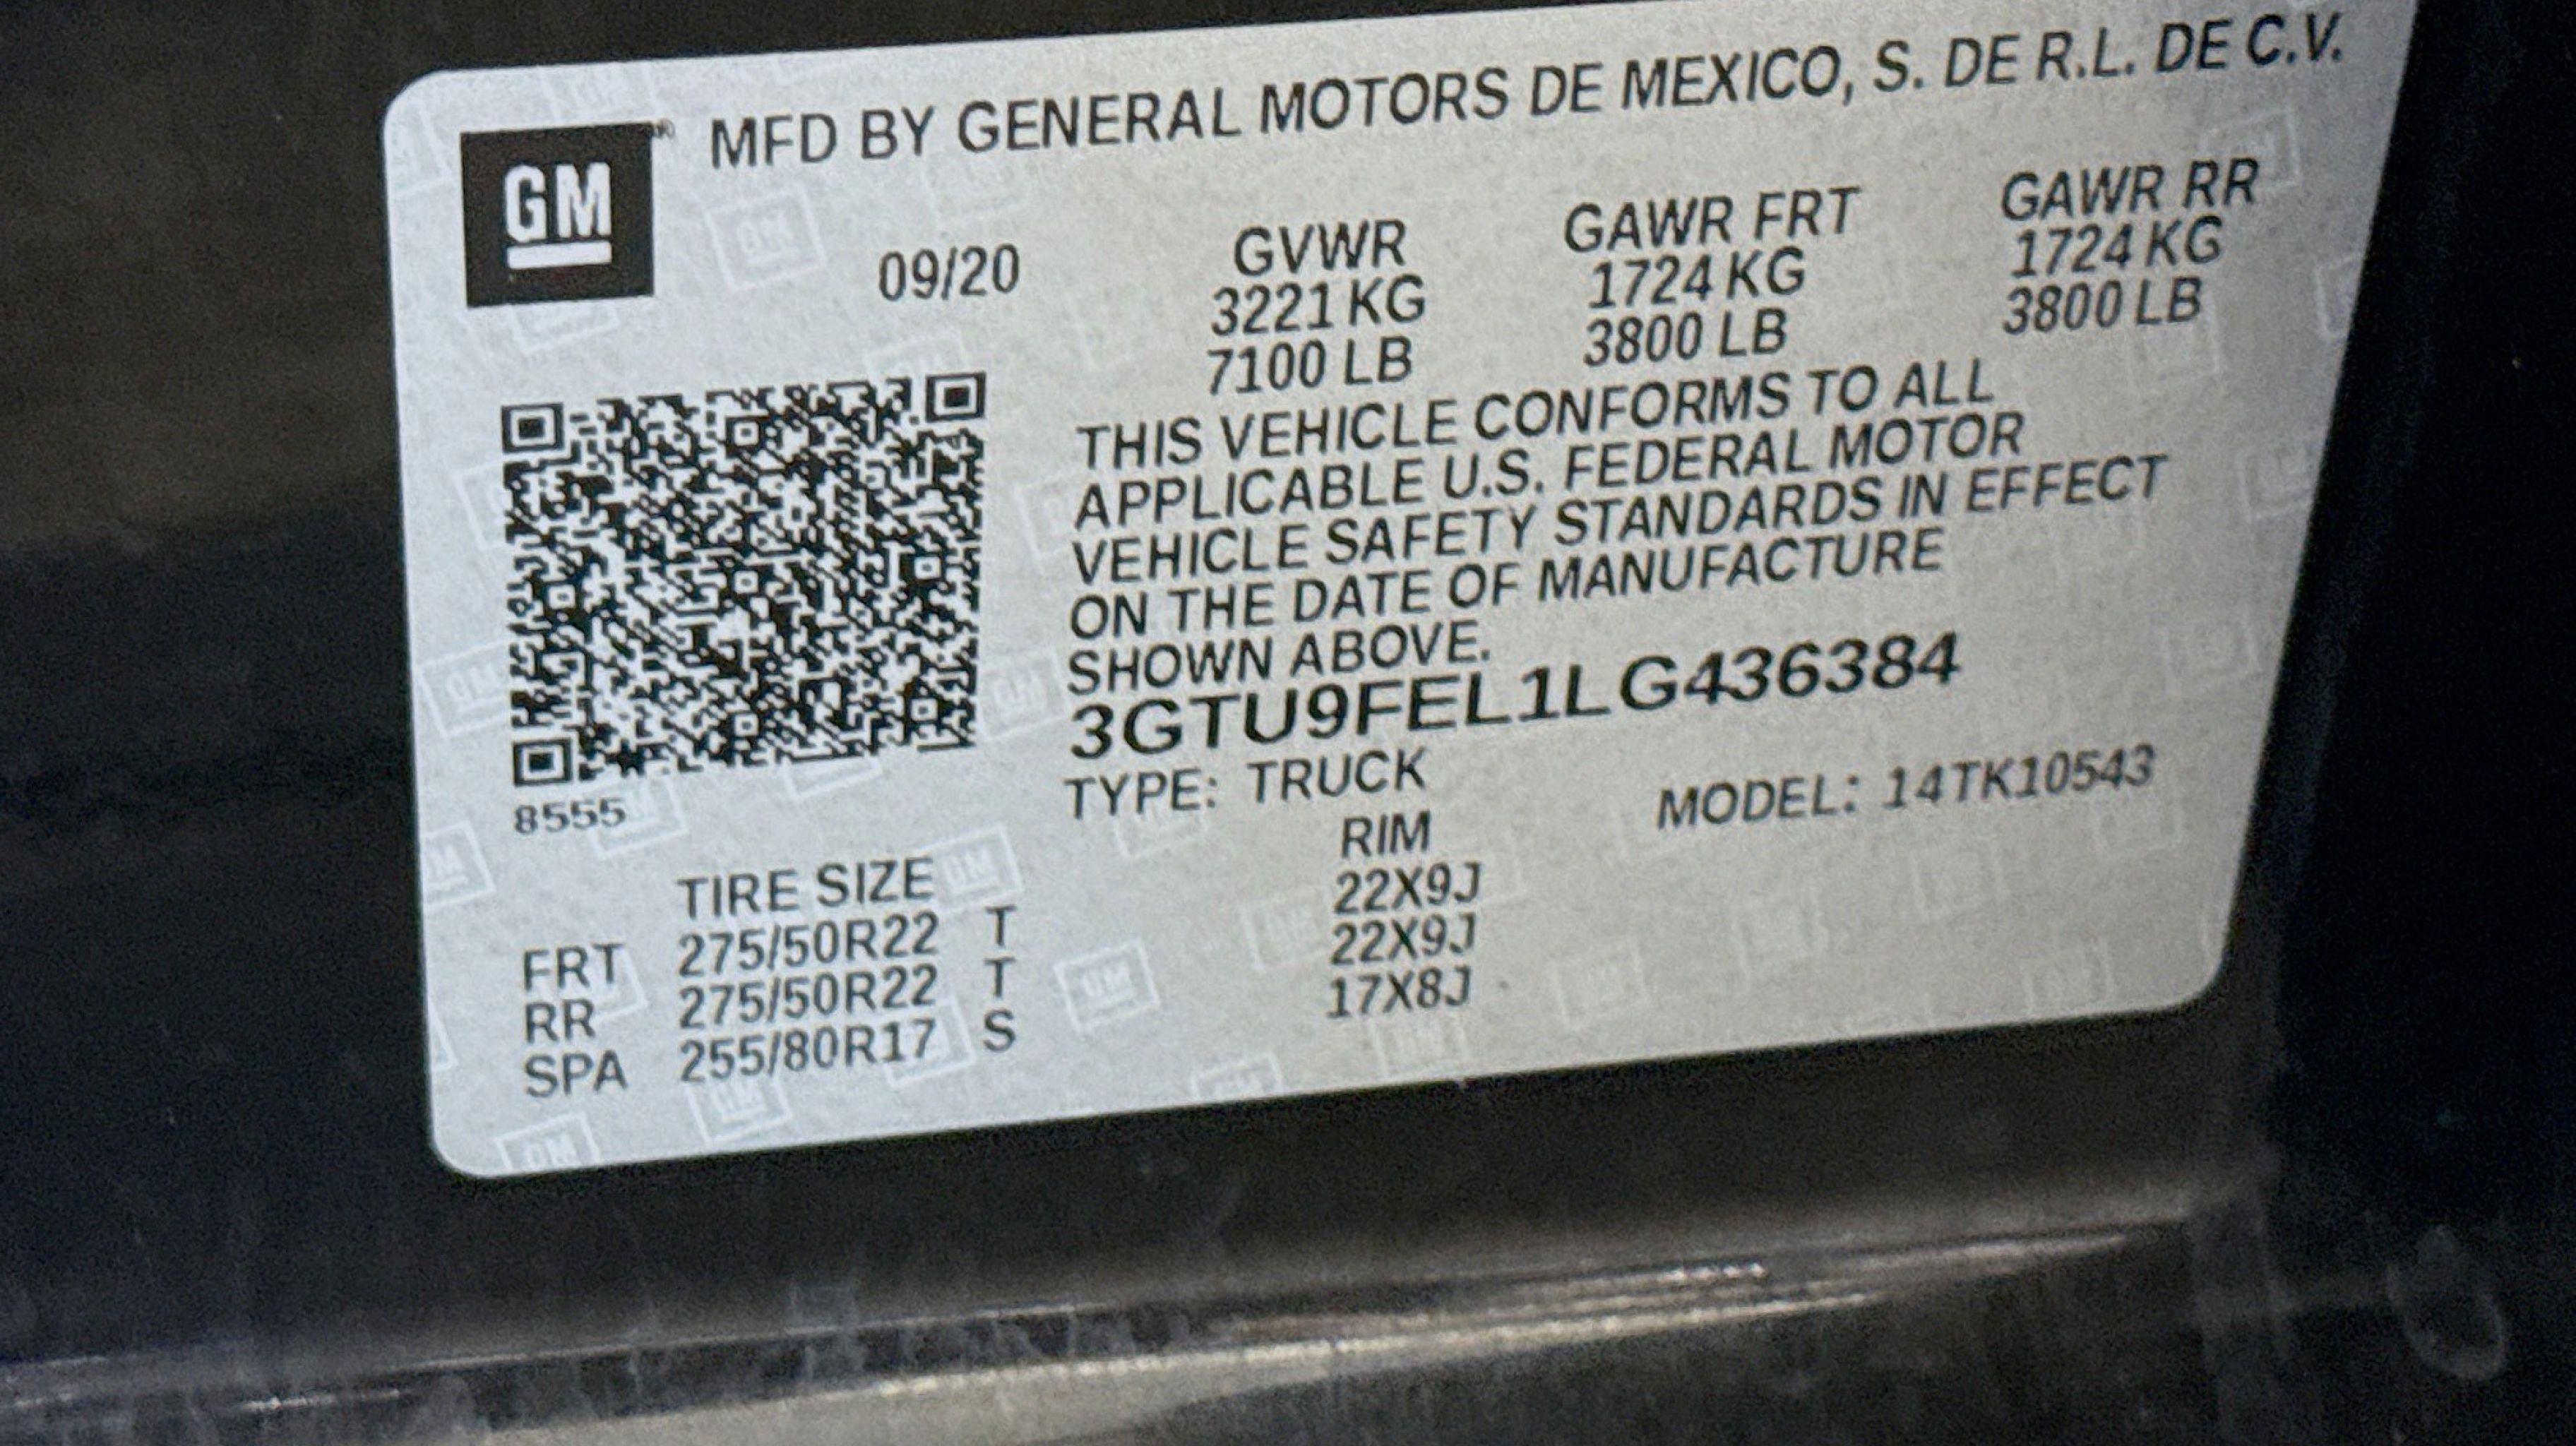 GM MFD BY GENERAL MOTORS DE MEXICO, S. DE R.L. DE C.V.
09/20 GVWR GAWR FRT GAWR RR
3221 KG 1724 KG 1724 KG
7100 LB 3800 LB 3800 LB
THIS VEHICLE CONFORMS TO ALL
APPLICABLE U.S. FEDERAL MOTOR
VEHICLE SAFETY STANDARDS IN EFFECT
ON THE DATE OF MANUFACTURE
SHOWN ABOVE.
3GTU9FEL1LG436384
TYPE: TRUCK MODEL: 14TK10543
8555
TIRE SIZE RIM
FRT 275/50R22 T 22X9J
RR 275/50R22 T 22X9J
SPA 255/80R17 S 17X8J